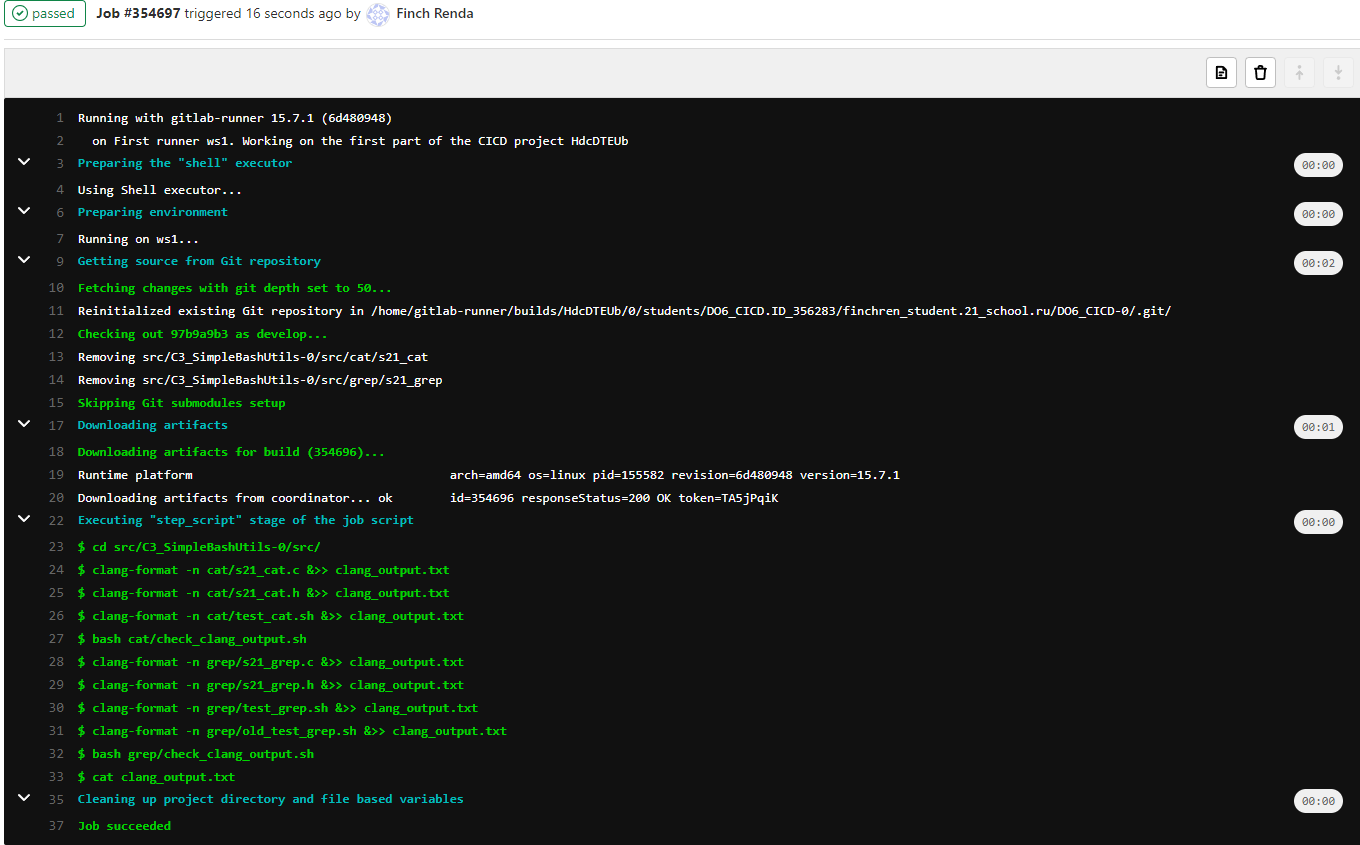 passed Job #354697 triggered 16 seconds ago by Finch Renda
1 Running with gitlab-runner 15.7.1 (6d480948)
2 on First runner ws1. Working on the first part of the CICD project HdcDTEUb
3 Preparing the "shell" executor 00:00
4 Using Shell executor...
6 Preparing environment 00:00
7 Running on ws1...
9 Getting source from Git repository 00:02
10 Fetching changes with git depth set to 50...
11 Reinitialized existing Git repository in /home/gitlab-runner/builds/HdcDTEUb/0/students/DO6_CICD.ID_356283/finchren_student.21_school.ru/DO6_CICD-0/.git/
12 Checking out 97b9a9b3 as develop...
13 Removing src/C3_SimpleBashUtils-0/src/cat/s21_cat
14 Removing src/C3_SimpleBashUtils-0/src/grep/s21_grep
15 Skipping Git submodules setup
17 Downloading artifacts 00:01
18 Downloading artifacts for build (354696)...
19 Runtime platform arch=amd64 os=linux pid=155582 revision=6d480948 version=15.7.1
20 Downloading artifacts from coordinator... ok id=354696 responseStatus=200 OK token=TA5jPqiK
22 Executing "step_script" stage of the job script 00:00
23 $ cd src/C3_SimpleBashUtils-0/src/
24 $ clang-format -n cat/s21_cat.c &>> clang_output.txt
25 $ clang-format -n cat/s21_cat.h &>> clang_output.txt
26 $ clang-format -n cat/test_cat.sh &>> clang_output.txt
27 $ bash cat/check_clang_output.sh
28 $ clang-format -n grep/s21_grep.c &>> clang_output.txt
29 $ clang-format -n grep/s21_grep.h &>> clang_output.txt
30 $ clang-format -n grep/test_grep.sh &>> clang_output.txt
31 $ clang-format -n grep/old_test_grep.sh &>> clang_output.txt
32 $ bash grep/check_clang_output.sh
33 $ cat clang_output.txt
35 Cleaning up project directory and file based variables 00:00
37 Job succeeded